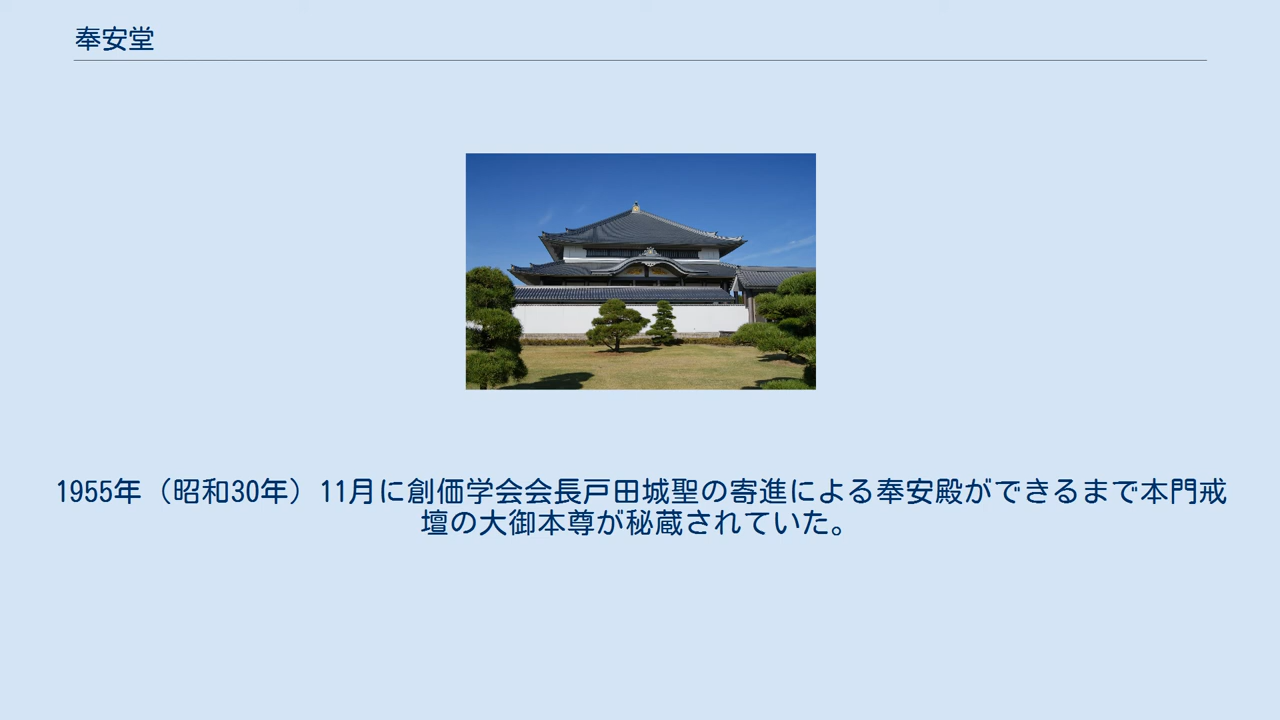 奉安堂
1955年（昭和30年）11月に創価学会会長戸田城聖の寄進による奉安殿ができるまで本門戒
壇の大御本尊が秘蔵されていた。